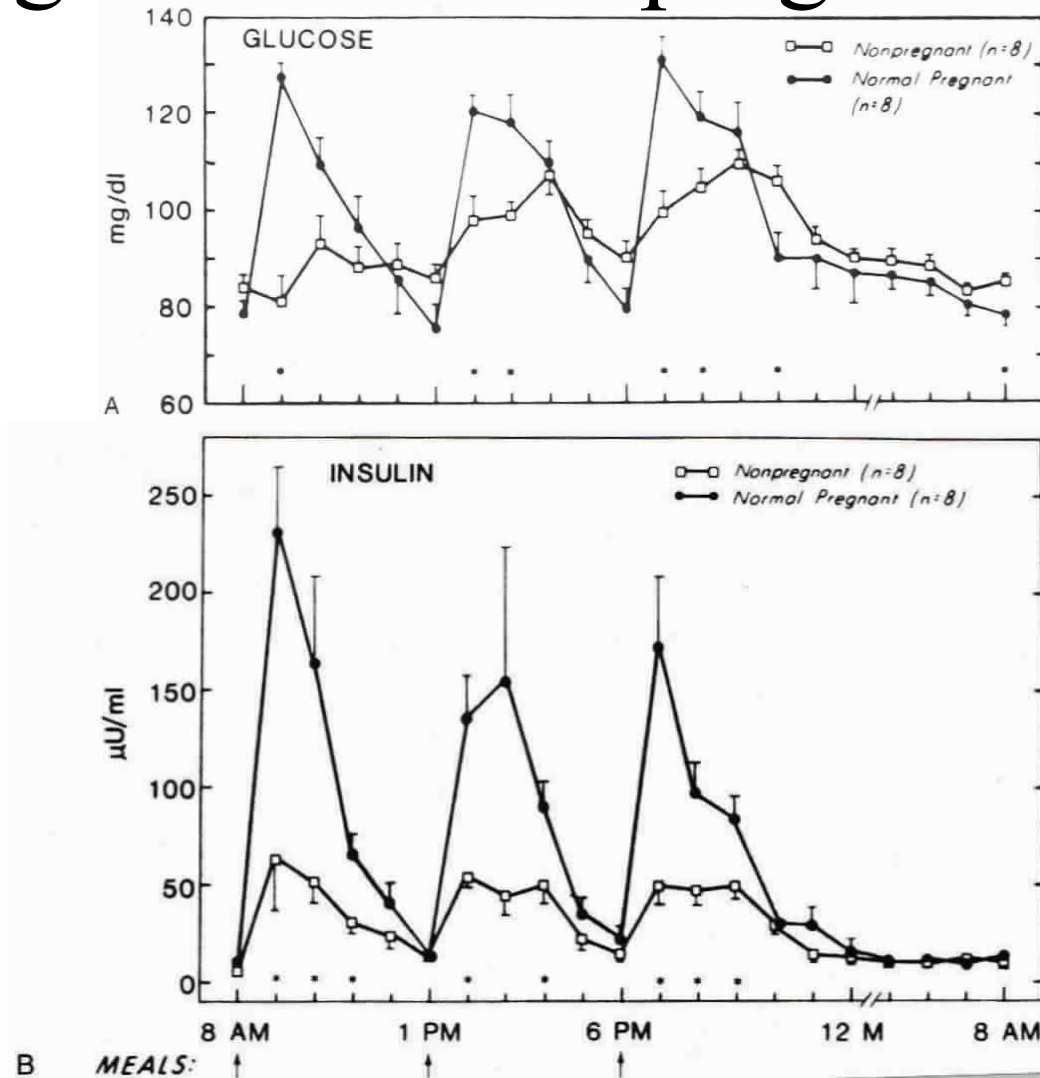 GLUCOSE
Nonpregnant (n=8)
Normal Pregnant
(n=8)
140
120
100
80
60
mg/dl
* * * * * * *
A
INSULIN
Nonpregnant (n=8)
Normal Pregnant (n=8)
250
200
150
100
50
0
µU/ml
* * * * * * * *
8 AM 1 PM 6 PM 12 M 8 AM
B MEALS: